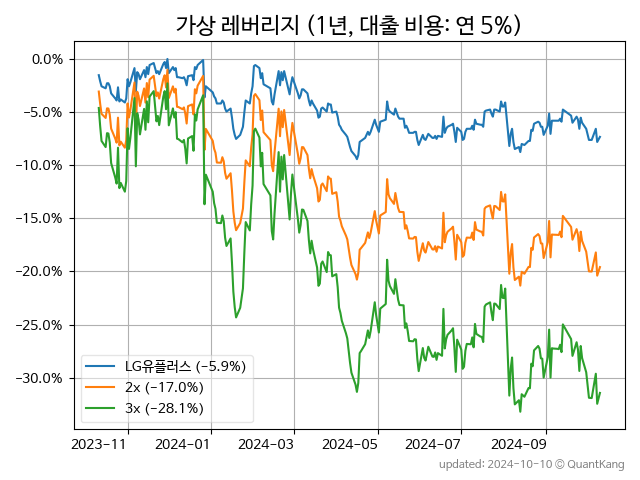 가상 레버리지 (1년, 대출 비용: 연 5%)
0.0%
−5.0%
−10.0%
−15.0%
−20.0%
−25.0%
−30.0%
LG유플러스 (−5.9%)
2x (−17.0%)
3x (−28.1%)
2023-11 2024-01 2024-03 2024-05 2024-07 2024-09
updated: 2024-10-10 © QuantKang